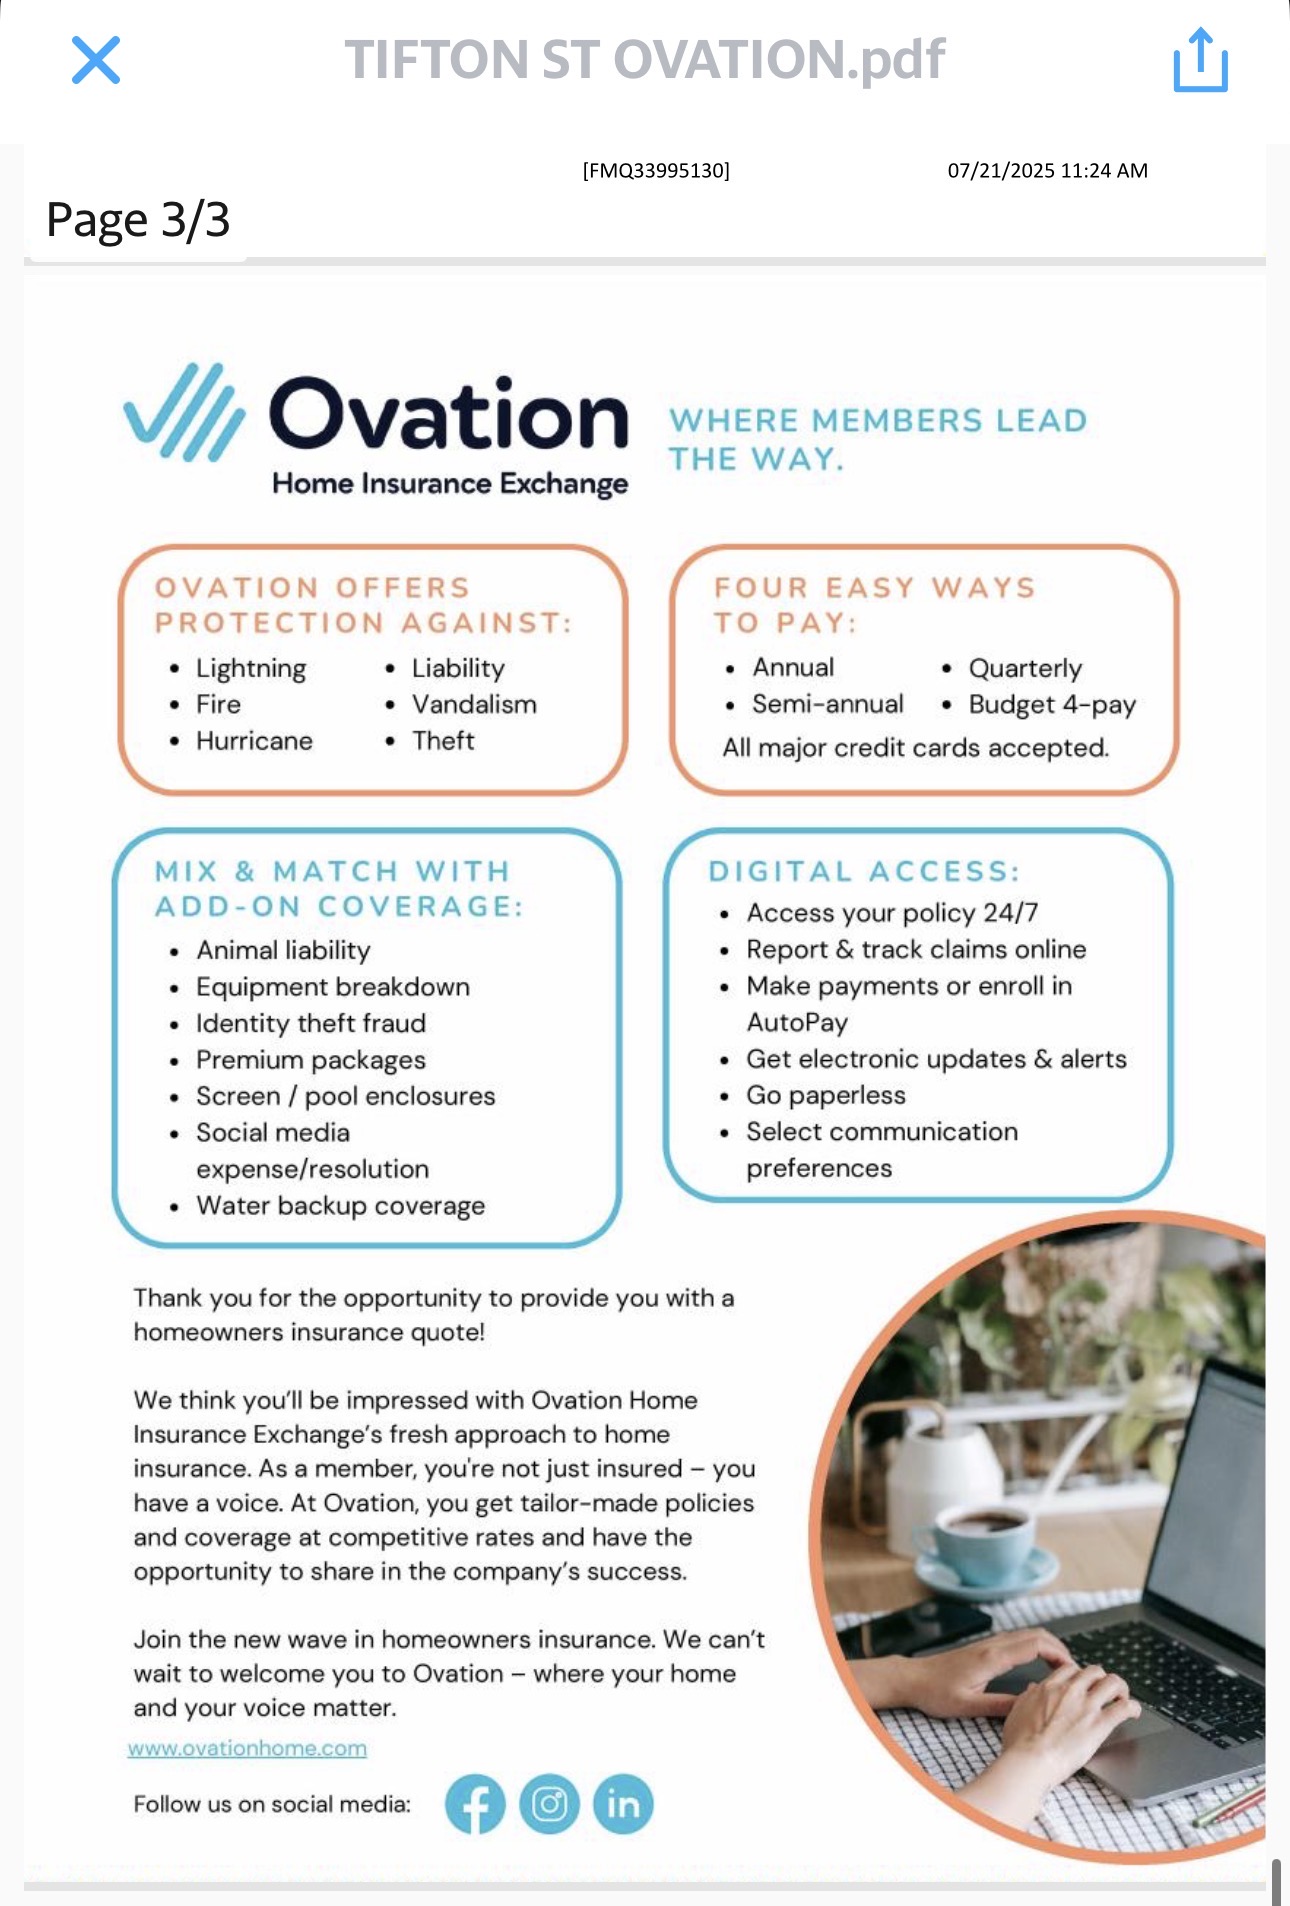 TIFTON ST OVATION.pdf
[FMQ33995130] 07/21/2025 11:24 AM
Page 3/3
Ovation
Home Insurance Exchange
WHERE MEMBERS LEAD
THE WAY.
OVATION OFFERS
PROTECTION AGAINST:
• Lightning
• Fire
• Hurricane
• Liability
• Vandalism
• Theft
FOUR EASY WAYS
TO PAY:
• Annual
• Semi-annual
• Quarterly
• Budget 4-pay
All major credit cards accepted.
MIX & MATCH WITH
ADD-ON COVERAGE:
• Animal liability
• Equipment breakdown
• Identity theft fraud
• Premium packages
• Screen / pool enclosures
• Social media
expense/resolution
• Water backup coverage
DIGITAL ACCESS:
• Access your policy 24/7
• Report & track claims online
• Make payments or enroll in
AutoPay
• Get electronic updates & alerts
• Go paperless
• Select communication
preferences
Thank you for the opportunity to provide you with a
homeowners insurance quote!
We think you’ll be impressed with Ovation Home
Insurance Exchange’s fresh approach to home
insurance. As a member, you're not just insured – you
have a voice. At Ovation, you get tailor-made policies
and coverage at competitive rates and have the
opportunity to share in the company’s success.
Join the new wave in homeowners insurance. We can’t
wait to welcome you to Ovation – where your home
and your voice matter.
www.ovationhome.com
Follow us on social media: